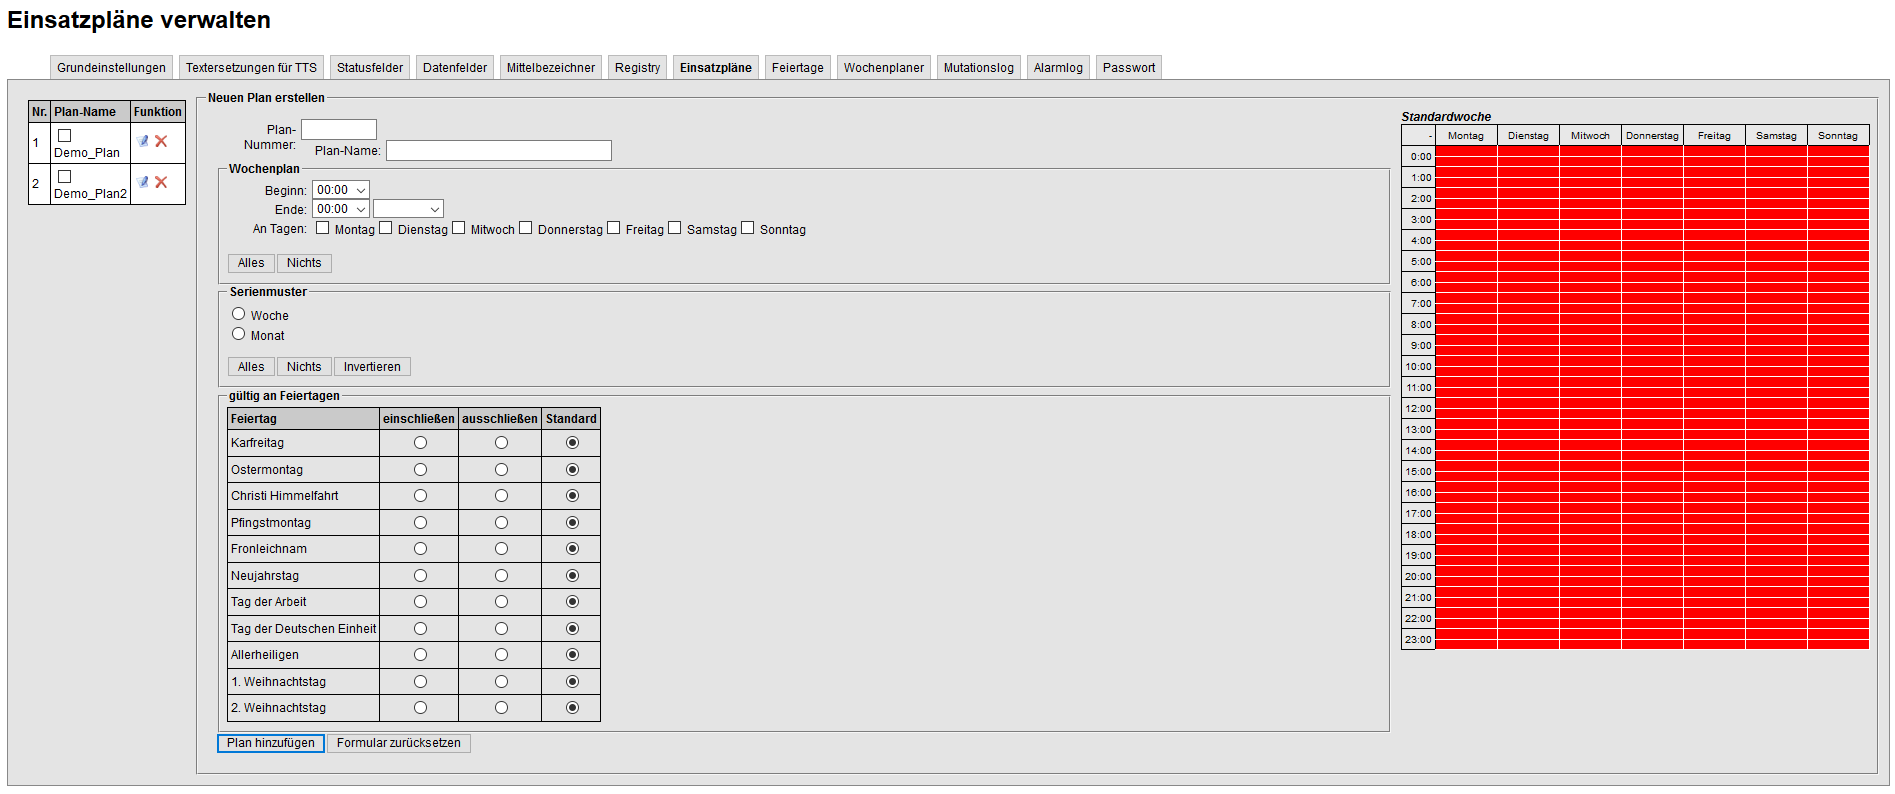 Einsatzpläne verwalten
Grundeinstellungen Textersetzungen für TTS Statusfelder Datenfelder Mittelbezeichner Registry Einsatzpläne Feiertage Wochenplaner Mutationslog Alarmlog Passwort
Nr. Plan-Name Funktion
1 Demo_Plan
2 Demo_Plan2
Neuen Plan erstellen
Plan-
Nummer:
Plan-Name:
Wochenplan
Beginn: 00:00
Ende: 00:00
An Tagen: Montag Dienstag Mitwoch Donnerstag Freitag Samstag Sonntag
Alles Nichts
Serienmuster
Woche
Monat
Alles Nichts Invertieren
gültig an Feiertagen
Feiertag einschließen ausschließen Standard
Karfreitag
Ostermontag
Christi Himmelfahrt
Pfingstmontag
Fronleichnam
Neujahrstag
Tag der Arbeit
Tag der Deutschen Einheit
Allerheiligen
1. Weihnachtstag
2. Weihnachtstag
Plan hinzufügen Formular zurücksetzen
Standardwoche
- Montag Dienstag Mitwoch Donnerstag Freitag Samstag Sonntag
0:00
1:00
2:00
3:00
4:00
5:00
6:00
7:00
8:00
9:00
10:00
11:00
12:00
13:00
14:00
15:00
16:00
17:00
18:00
19:00
20:00
21:00
22:00
23:00